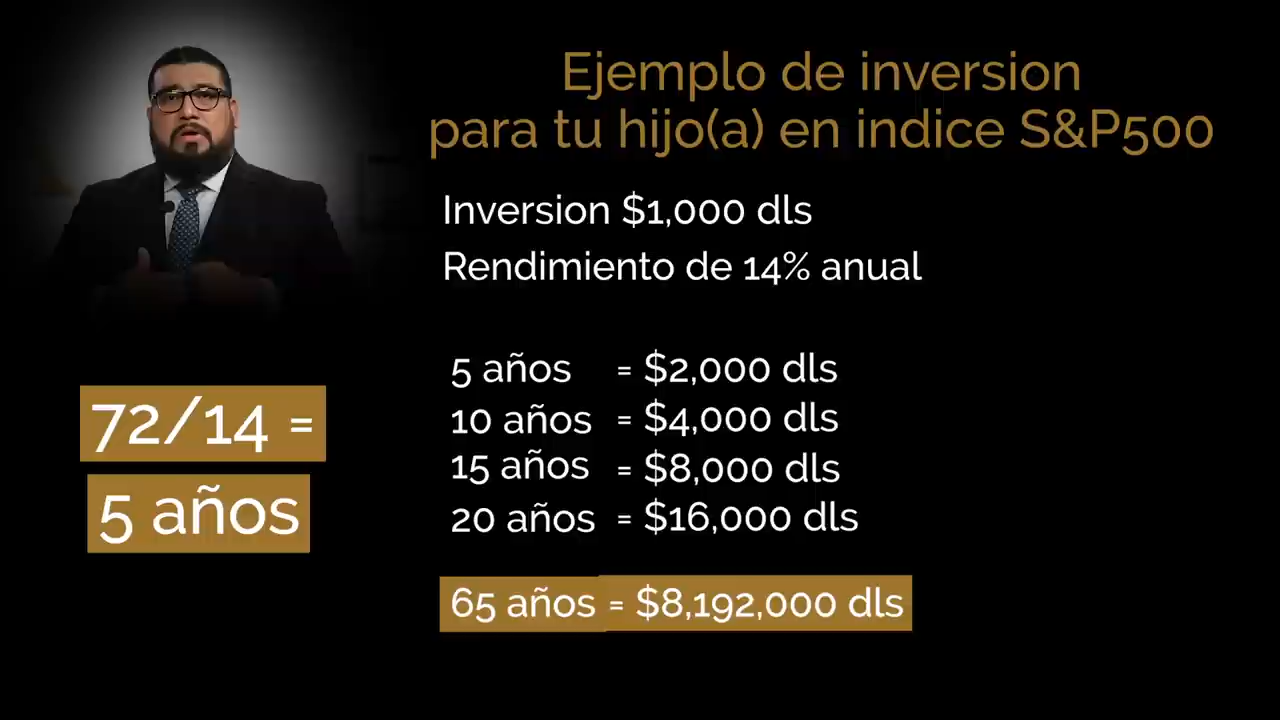 Ejemplo de inversion
para tu hijo(a) en indice S&P500
Inversion $1,000 dls
Rendimiento de 14% anual
72/14 =
5 años
5 años = $2,000 dls
10 años = $4,000 dls
15 años = $8,000 dls
20 años = $16,000 dls
65 años = $8,192,000 dls